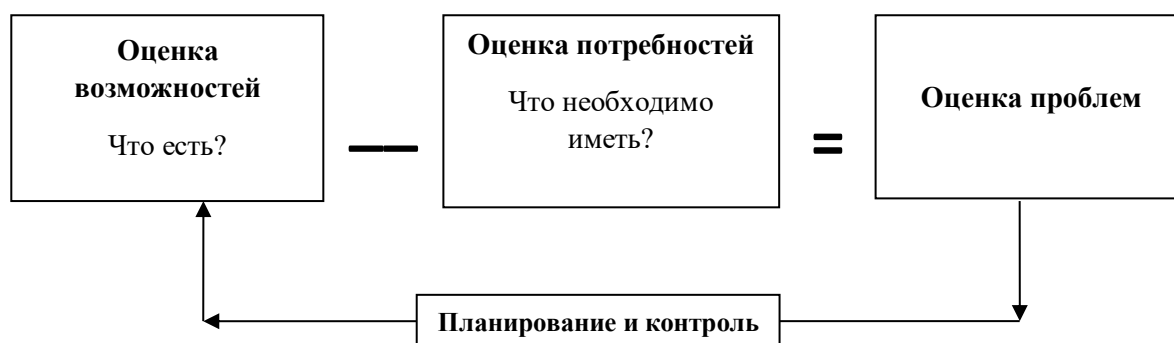 Оценка
возможностей
Что есть?
—
Оценка потребностей
Что необходимо
иметь?
=
Оценка проблем
Планирование и контроль